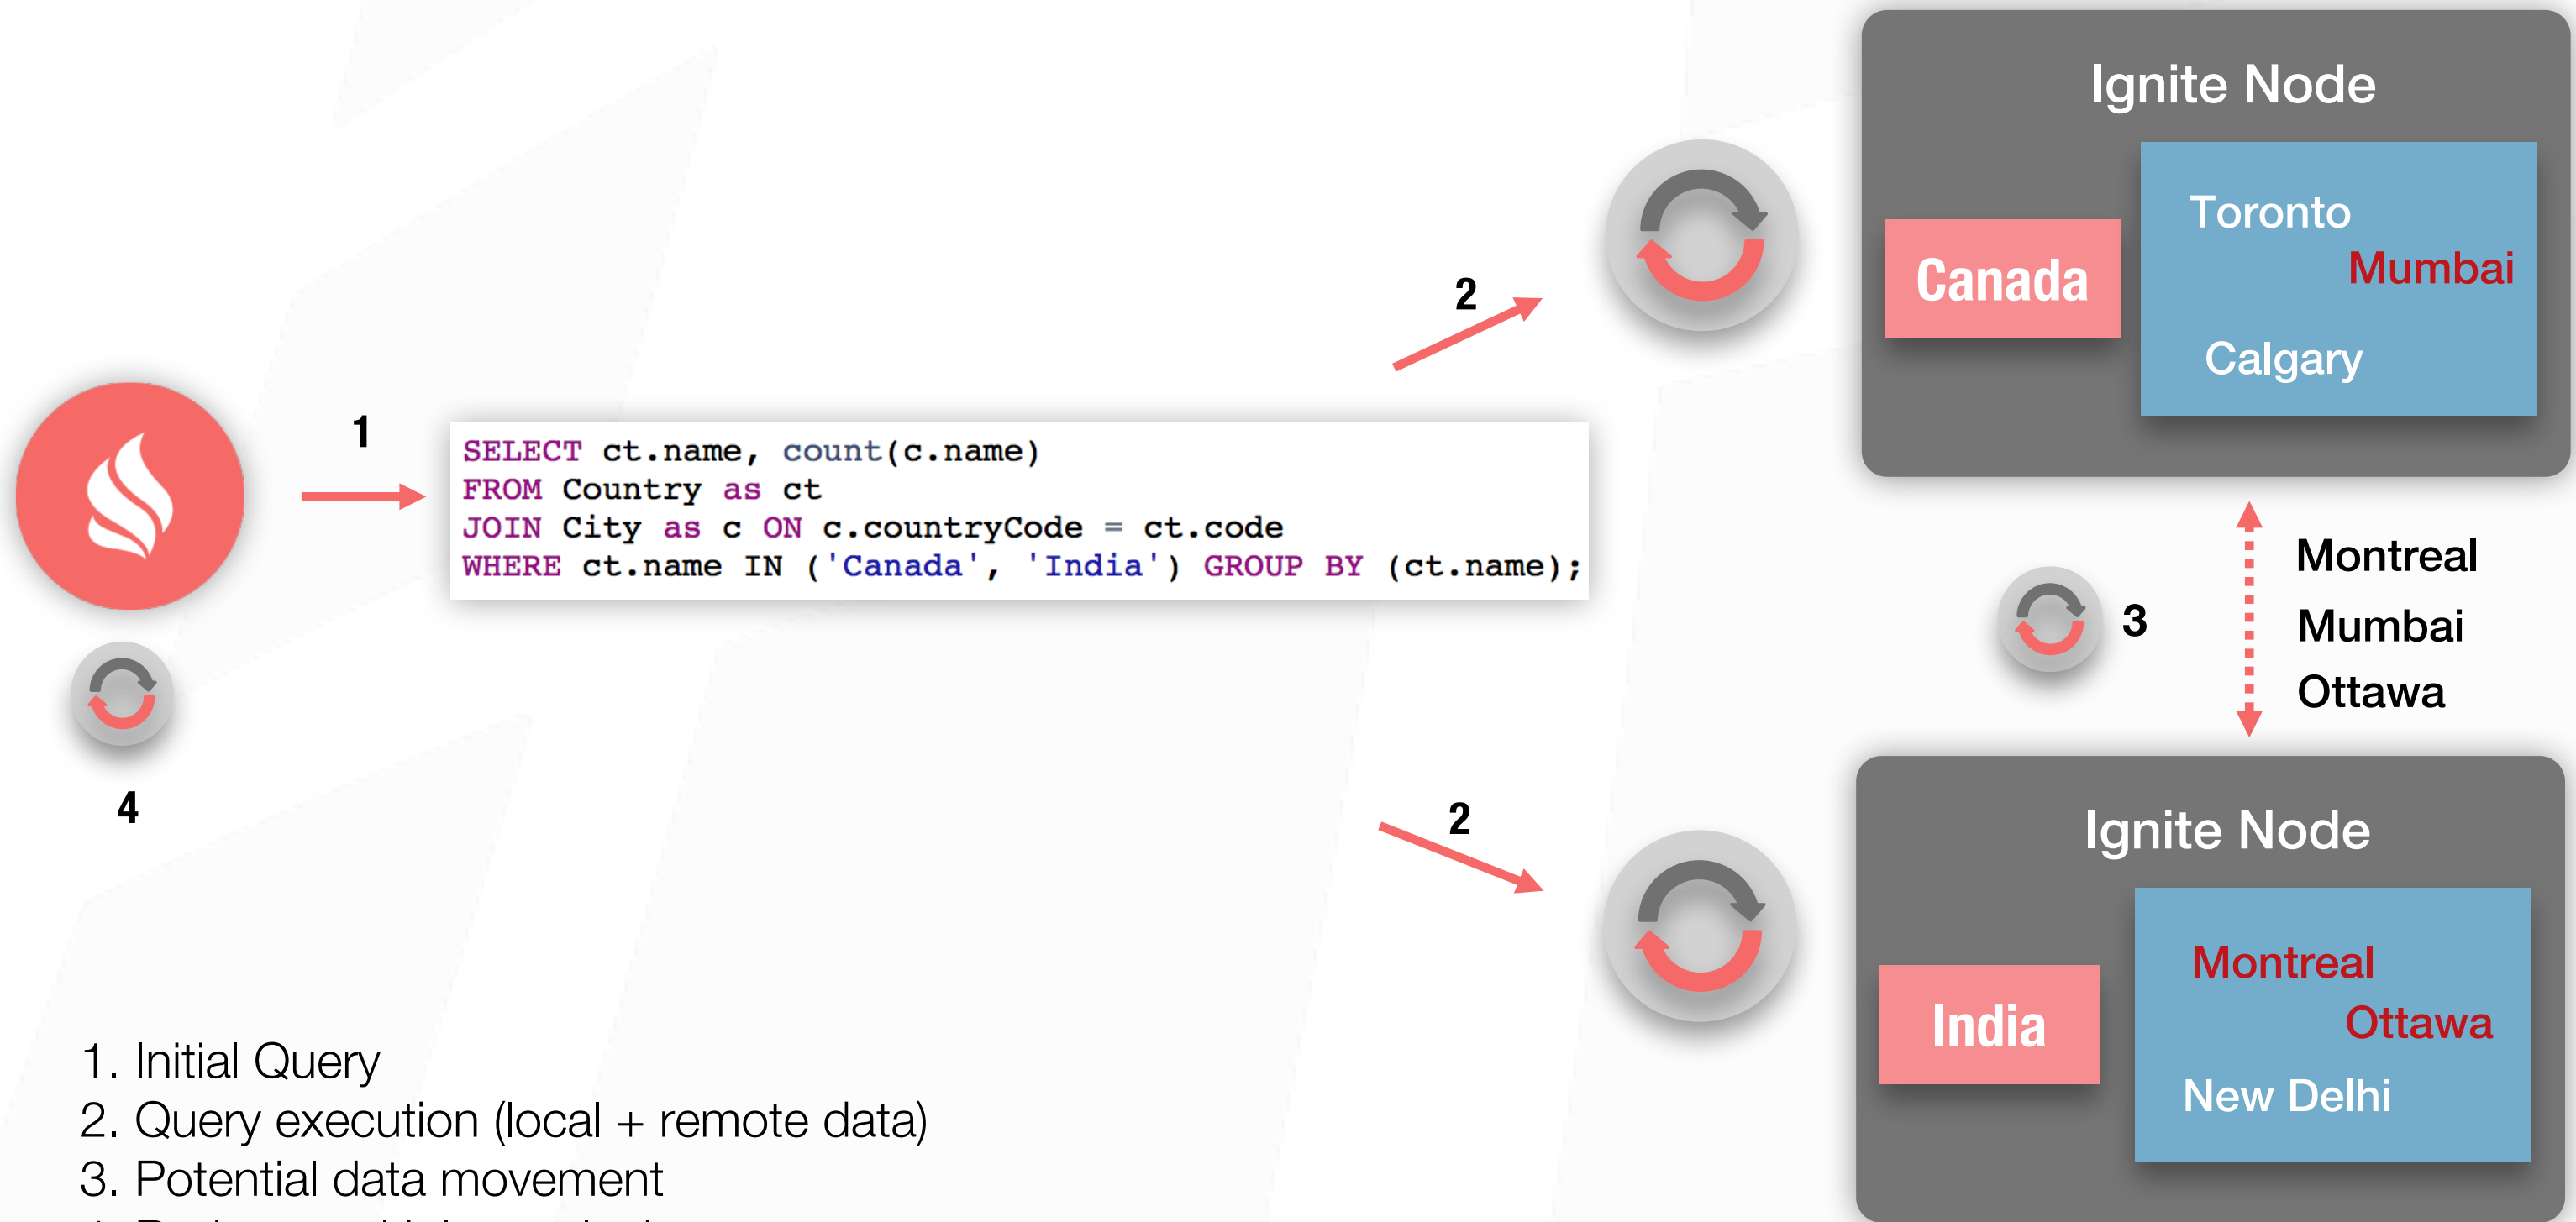 Ignite Node
Toronto
Mumbai
Canada
Calgary
2
1
SELECT ct.name, count(c.name)
FROM Country as ct
JOIN City as c ON c.countryCode = ct.code
WHERE ct.name IN ('Canada', 'India') GROUP BY (ct.name);
Montreal
3
Mumbai
Ottawa
4
2
Ignite Node
Montreal
Ottawa
India
New Delhi
1. Initial Query
2. Query execution (local + remote data)
3. Potential data movement